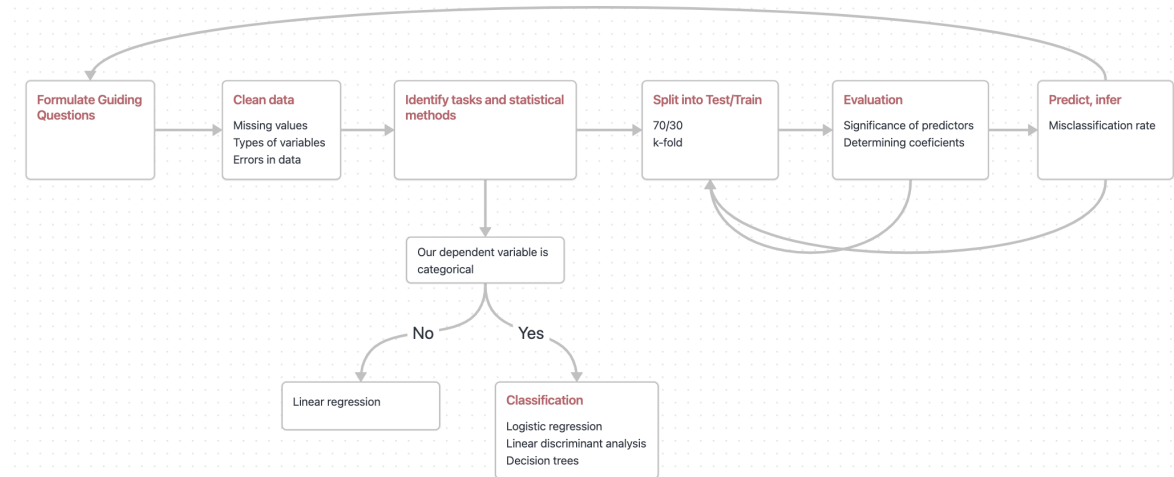 Formulate Guiding
Questions
Clean data
Missing values
Types of variables
Errors in data
Identify tasks and statistical
methods
Split into Test/Train
70/30
k-fold
Evaluation
Significance of predictors
Determining coeficients
Predict, infer
Misclassification rate
Our dependent variable is
categorical
No
Yes
Linear regression
Classification
Logistic regression
Linear discriminant analysis
Decision trees